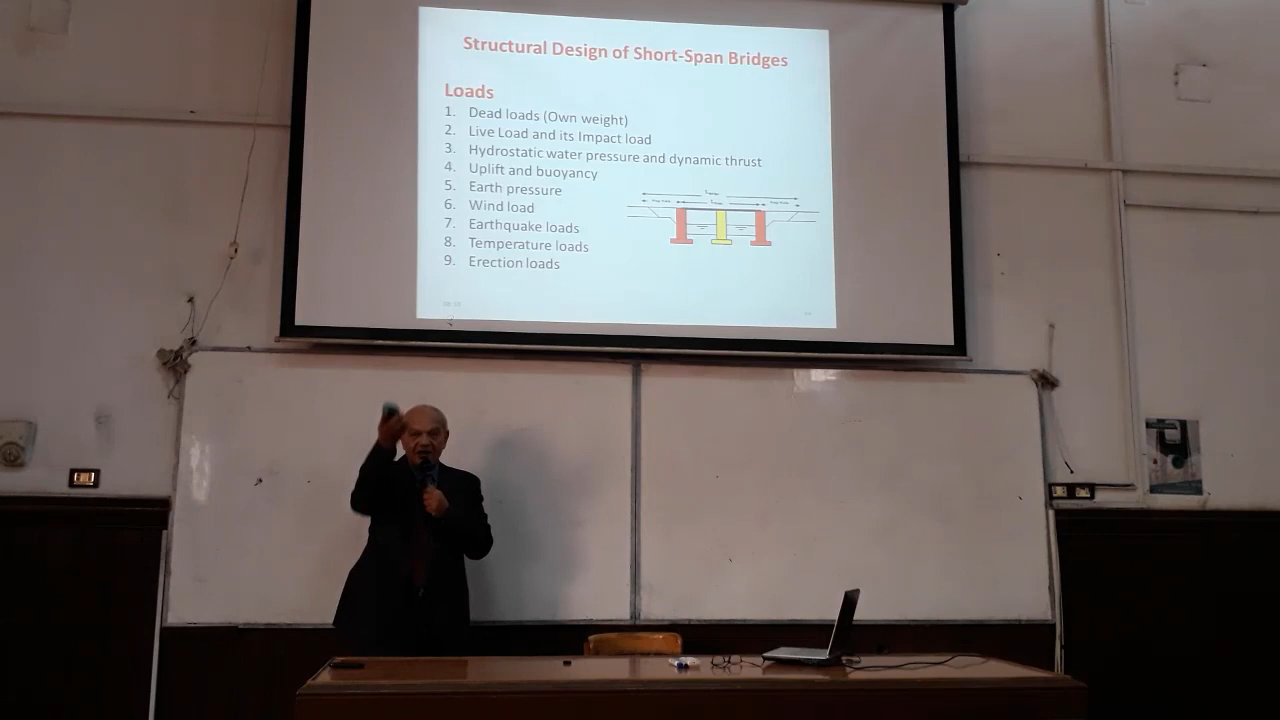 Structural Design of Short-Span Bridges
Loads
1. Dead loads (Own weight)
2. Live Load and its Impact load
3. Hydrostatic water pressure and dynamic thrust
4. Uplift and buoyancy
5. Earth pressure
6. Wind load
7. Earthquake loads
8. Temperature loads
9. Erection loads